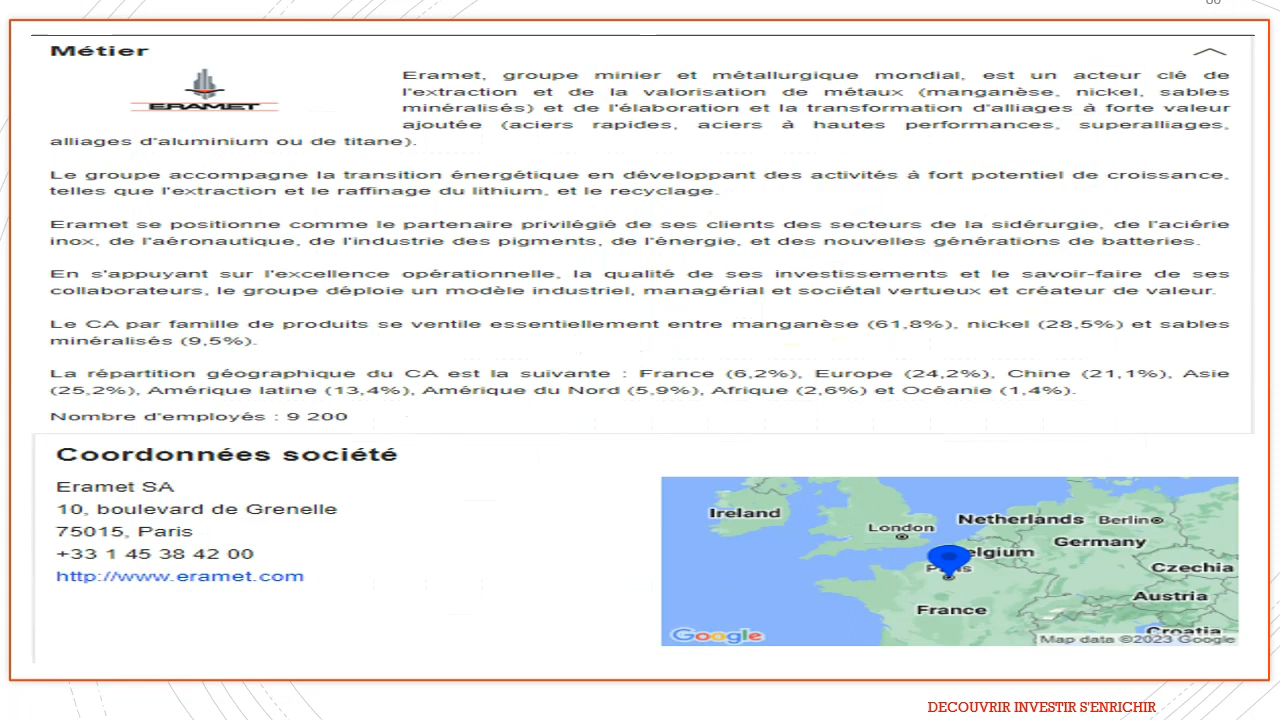 Métier
ERAMET
Eramet, groupe minier et métallurgique mondial, est un acteur clé de
l'extraction et de la valorisation de métaux (manganèse, nickel, sables
minéralisés) et de l'élaboration et la transformation d'alliages à forte valeur
ajoutée (aciers rapides, aciers à hautes performances, superalliages,
alliages d'aluminium ou de titane).
Le groupe accompagne la transition énergétique en développant des activités à fort potentiel de croissance,
telles que l'extraction et le raffinage du lithium, et le recyclage.
Eramet se positionne comme le partenaire privilégié de ses clients des secteurs de la sidérurgie, de l'aciérie
inox, de l'aéronautique, de l'industrie des pigments, de l'énergie, et des nouvelles générations de batteries.
En s'appuyant sur l'excellence opérationnelle, la qualité de ses investissements et le savoir-faire de ses
collaborateurs, le groupe déploie un modèle industriel, managérial et sociétal vertueux et créateur de valeur.
Le CA par famille de produits se ventile essentiellement entre manganèse (61,8%), nickel (28,5%) et sables
minéralisés (9,5%).
La répartition géographique du CA est la suivante : France (6,2%), Europe (24,2%), Chine (21,1%), Asie
(25,2%), Amérique latine (13,4%), Amérique du Nord (5,9%), Afrique (2,6%) et Océanie (1,4%).
Nombre d'employés : 9 200
Coordonnées société
Eramet SA
10, boulevard de Grenelle
75015, Paris
+33 1 45 38 42 00
http://www.eramet.com
Ireland
London
Netherlands
Berlin
Germany
elgium
Czechia
Austria
France
Croatia
Google
Map data ©2023 Google
DECOUVRIR INVESTIR S'ENRICHIR